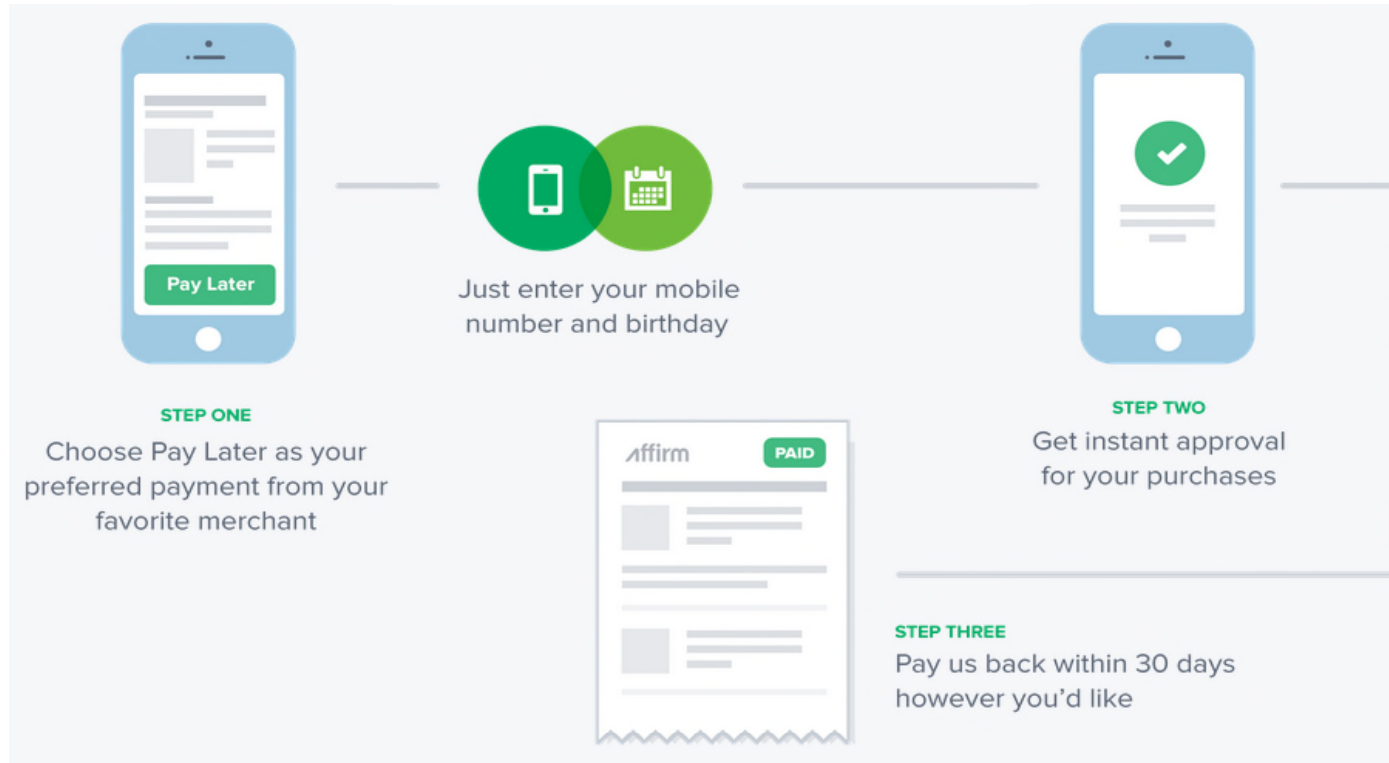 Pay Later
STEP ONE
Choose Pay Later as your
preferred payment from your
favorite merchant
Just enter your mobile
number and birthday
STEP TWO
Get instant approval
for your purchases
STEP THREE
Pay us back within 30 days
however you’d like
affirm
PAID